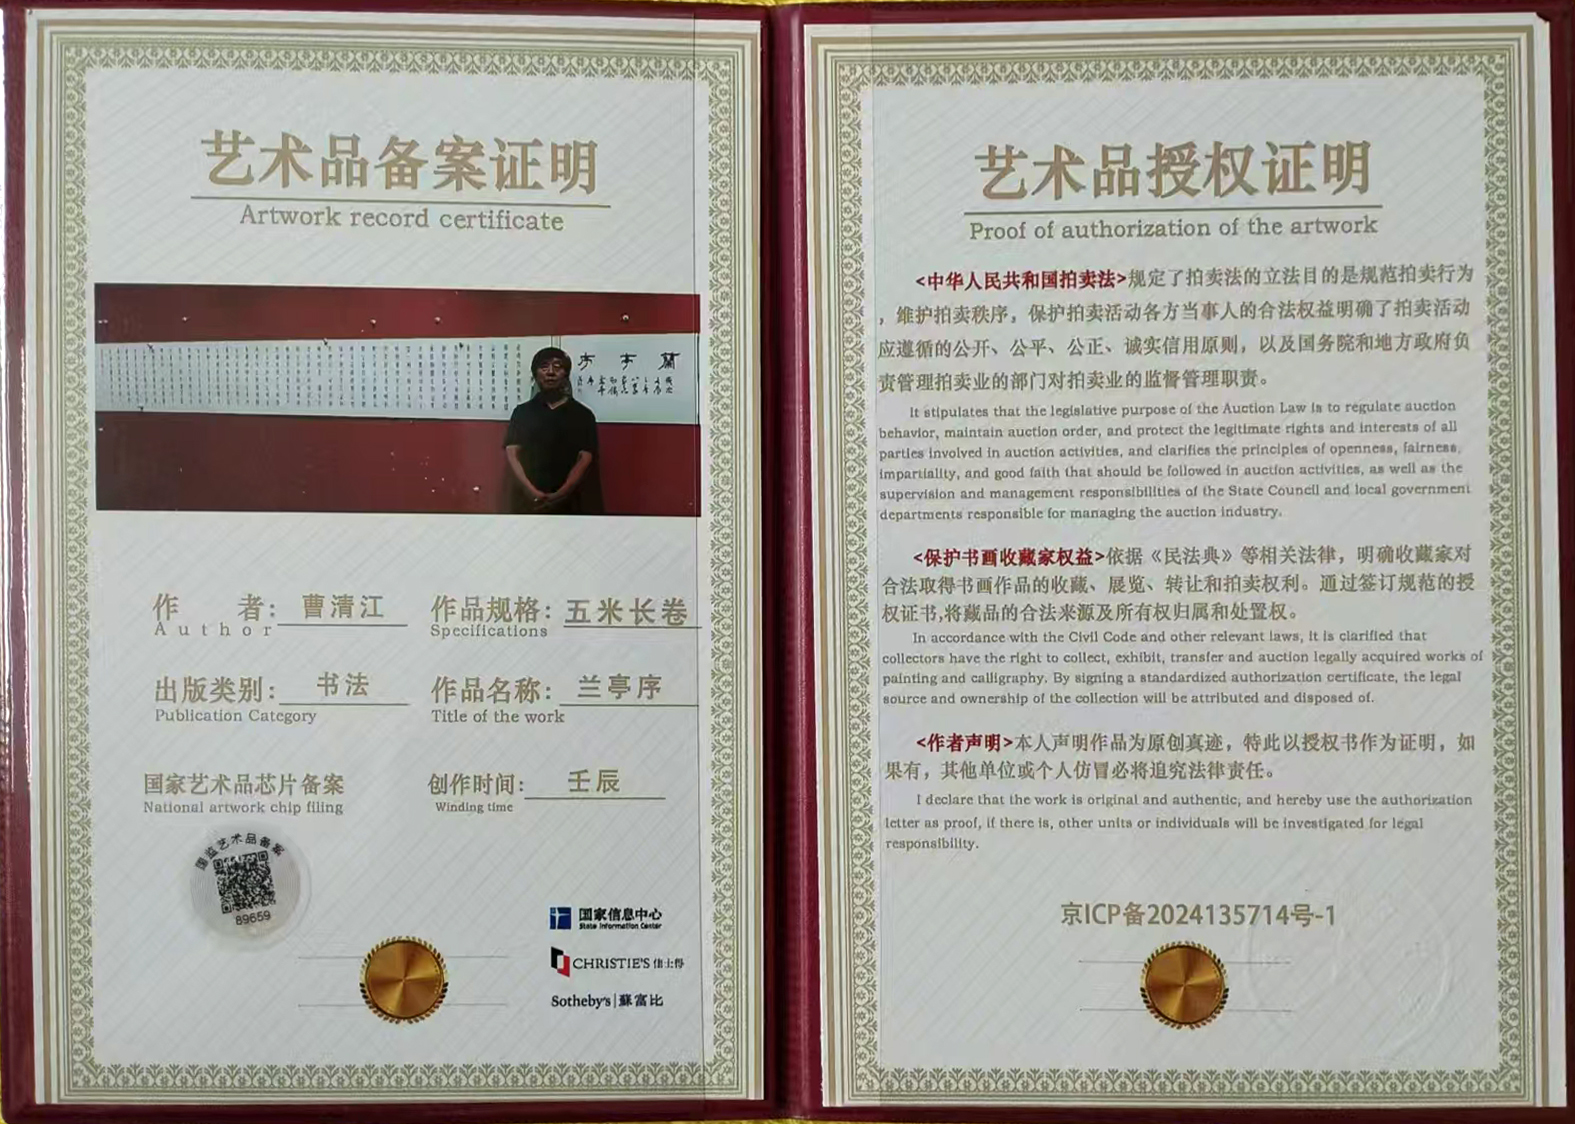 艺术品备案证明
Artwork record certificate
蘭亭序
作者：曹清江
Author
作品规格：五米长卷
Specifications
出版类别：书法
Publication Category
作品名称：兰亭序
Title of the work
国家艺术品芯片备案
National artwork chip filing
创作时间：壬辰
Winding time
国监艺术品备案
89659
国家信息中心
State Information Center
CHRISTIE'S 佳士得
Sotheby's|蘇富比
艺术品授权证明
Proof of authorization of the artwork
<中华人民共和国拍卖法>规定了拍卖法的立法目的是规范拍卖行为
，维护拍卖秩序，保护拍卖活动各方当事人的合法权益明确了拍卖活动
应遵循的公开、公平、公正、诚实信用原则，以及国务院和地方政府负
责管理拍卖业的部门对拍卖业的监督管理职责。
It stipulates that the legislative purpose of the Auction Law is to regulate auction
behavior, maintain auction order, and protect the legitimate rights and interests of all
parties involved in auction activities, and clarifies the principles of openness, fairness,
impartiality, and good faith that should be followed in auction activities, as well as the
supervision and management responsibilities of the State Council and local government
departments responsible for managing the auction industry.
<保护书画收藏家权益>依据《民法典》等相关法律，明确收藏家对
合法取得书画作品的收藏、展览、转让和拍卖权利。通过签订规范的授
权证书,将藏品的合法来源及所有权归属和处置权。
In accordance with the Civil Code and other relevant laws, it is clarified that
collectors have the right to collect, exhibit, transfer and auction legally acquired works of
painting and calligraphy. By signing a standardized authorization certificate, the legal
source and ownership of the collection will be attributed and disposed of.
<作者声明>本人声明作品为原创真迹，特此以授权书作为证明，如
果有，其他单位或个人仿冒必将追究法律责任。
I declare that the work is original and authentic, and hereby use the authorization
letter as proof, if there is, other units or individuals will be investigated for legal
responsibility.
京ICP备2024135714号-1